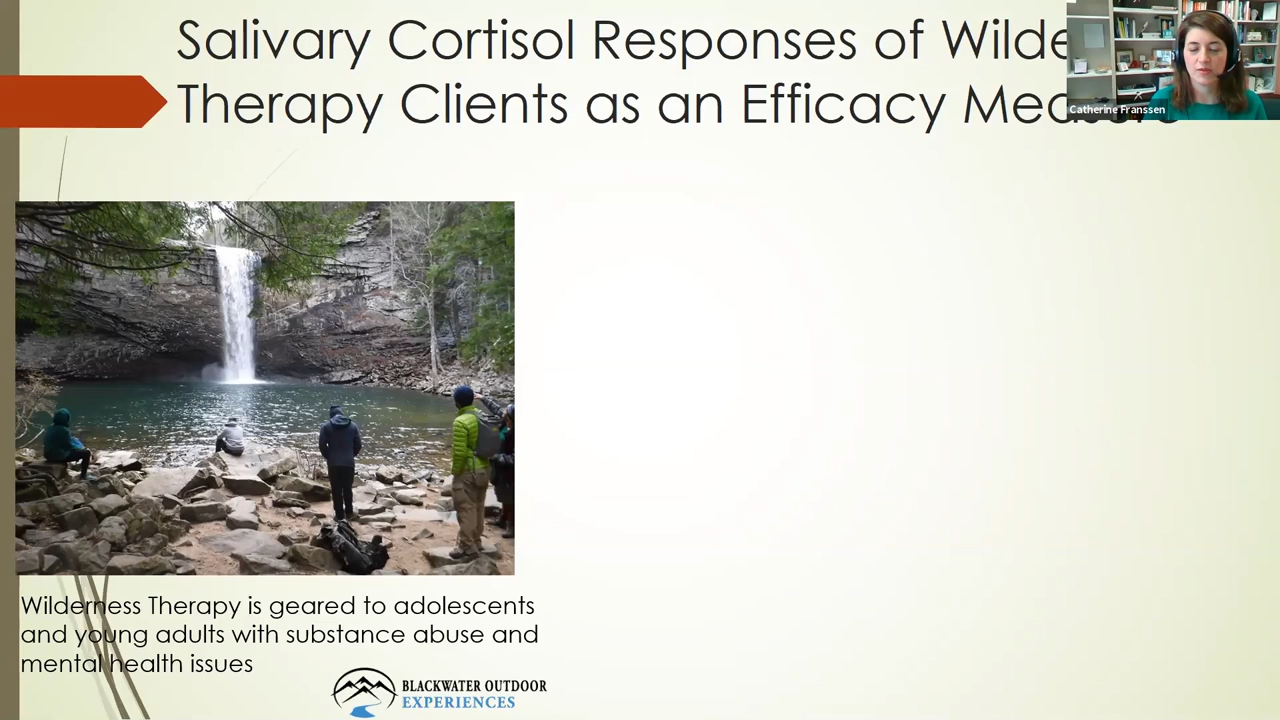 Salivary Cortisol Responses of Wilde
Therapy Clients as an Efficacy Mea
Catherine Franssen
Wilderness Therapy is geared to adolescents
and young adults with substance abuse and
mental health issues
BLACKWATER OUTDOOR
EXPERIENCES